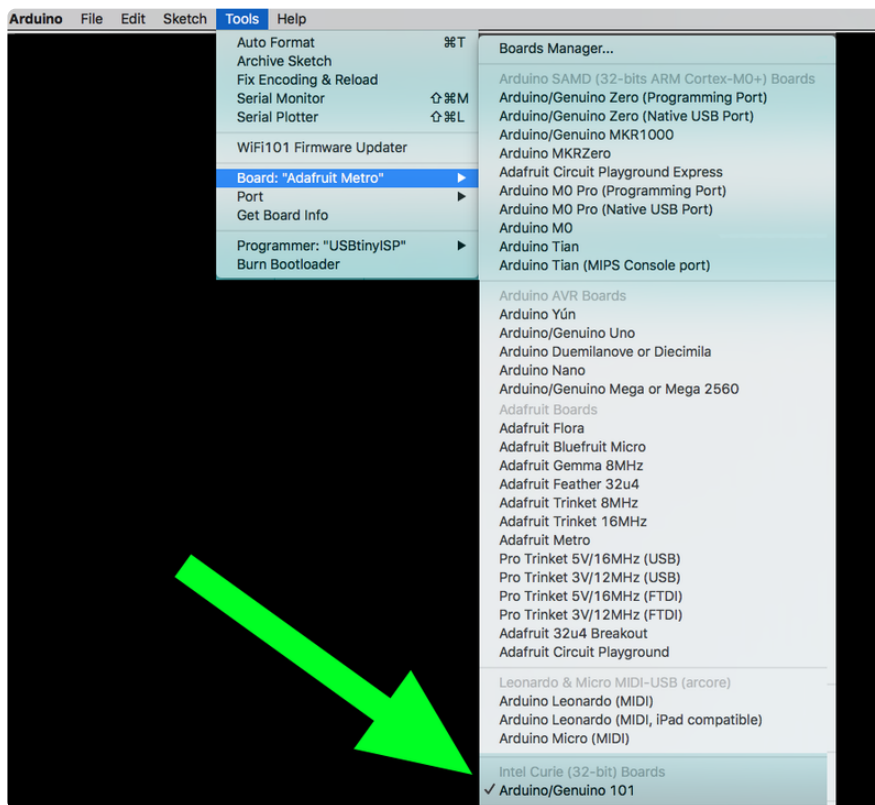 Arduino File Edit Sketch Tools Help
Auto Format ⌘T
Archive Sketch
Fix Encoding & Reload
Serial Monitor ⇧⌘M
Serial Plotter ⇧⌘L
WiFi101 Firmware Updater
Board: "Adafruit Metro"
Port
Get Board Info
Programmer: "USBtinyISP"
Burn Bootloader
Boards Manager...
Arduino SAMD (32-bits ARM Cortex-M0+) Boards
Arduino/Genuino Zero (Programming Port)
Arduino/Genuino Zero (Native USB Port)
Arduino/Genuino MKR1000
Arduino MKRZero
Adafruit Circuit Playground Express
Arduino M0 Pro (Programming Port)
Arduino M0 Pro (Native USB Port)
Arduino M0
Arduino Tian
Arduino Tian (MIPS Console port)
Arduino AVR Boards
Arduino Yún
Arduino/Genuino Uno
Arduino Duemilanove or Diecimila
Arduino Nano
Arduino/Genuino Mega or Mega 2560
Adafruit Boards
Adafruit Flora
Adafruit Bluefruit Micro
Adafruit Gemma 8MHz
Adafruit Feather 32u4
Adafruit Trinket 8MHz
Adafruit Trinket 16MHz
Adafruit Metro
Pro Trinket 5V/16MHz (USB)
Pro Trinket 3V/12MHz (USB)
Pro Trinket 5V/16MHz (FTDI)
Pro Trinket 3V/12MHz (FTDI)
Adafruit 32u4 Breakout
Adafruit Circuit Playground
Leonardo & Micro MIDI-USB (arcore)
Arduino Leonardo (MIDI)
Arduino Leonardo (MIDI, iPad compatible)
Arduino Micro (MIDI)
Intel Curie (32-bit) Boards
✓ Arduino/Genuino 101